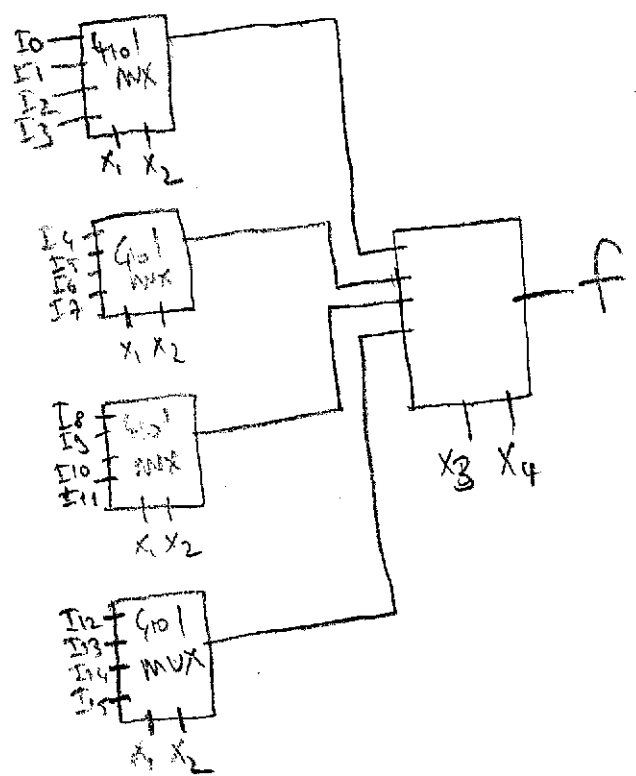 I0
I1
I2
I3
4to1
MUX
X1 X2
I4
I5
I6
I7
4to1
MUX
X1 X2
f
X3 X4
I8
I9
I10
I11
4to1
MUX
X1 X2
I12
I13
I14
I15
4to1
MUX
X1 X2